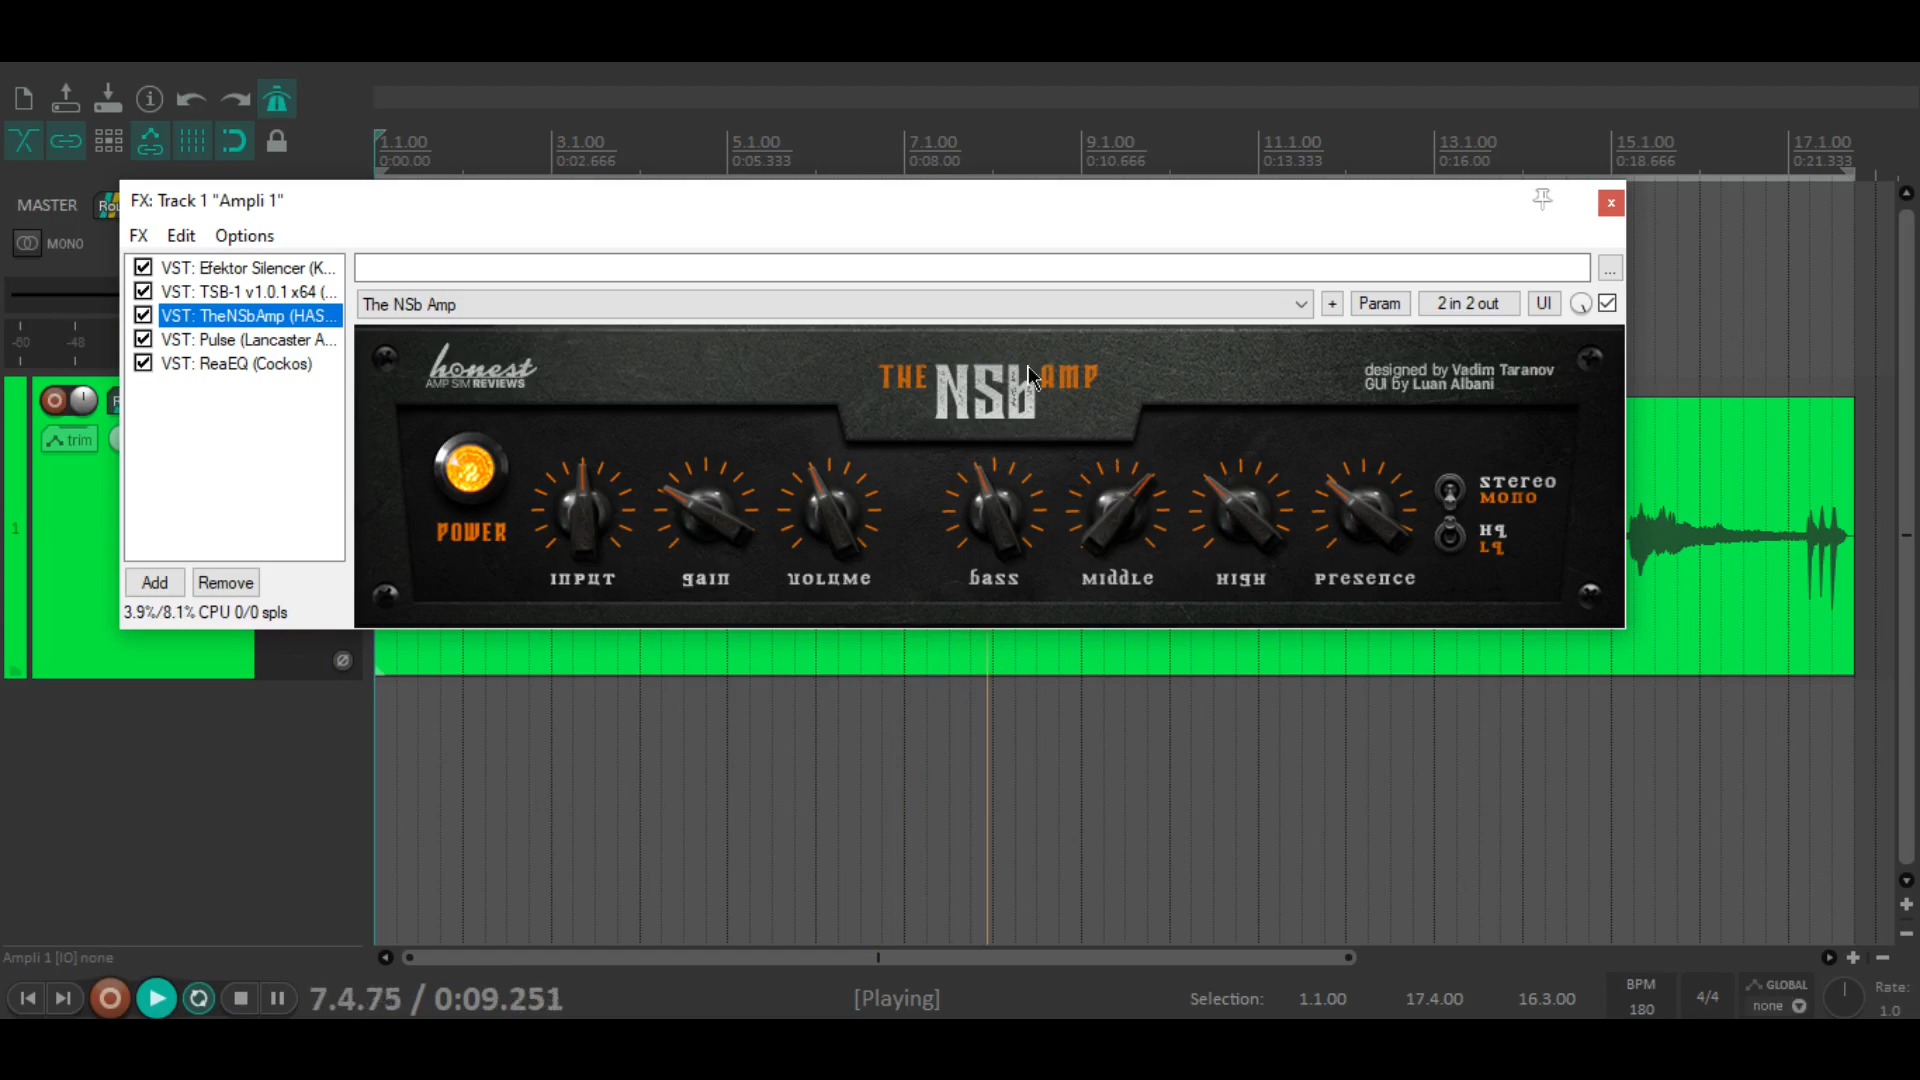 1.1.00 3.1.00 5.1.00 7.1.00 9.1.00 11.1.00 13.1.00 15.1.00 17.1.00
0:00.00 0:02.666 0:05.333 0:08.00 0:10.666 0:13.333 0:16.00 0:18.666 0:21.333
MASTER
MONO
-60 -48
FX: Track 1 "Ampli 1"
x
FX Edit Options
VST: Efektor Silencer (K...
VST: TSB-1 v1.0.1 x64 (...
VST: TheNSbAmp (HAS...
VST: Pulse (Lancaster A...
VST: ReaEQ (Cockos)
...
The NSb Amp
+ Param 2 in 2 out UI
honest
AMP SIM REVIEWS
THE NSb AMP
designed by Vadim Taranov
GUI by Luan Albani
POWER
INPUT gain VOLUME bass MIddle HIgH PRESENCE
STEREO
MONO
HQ
LQ
Add Remove
3.9%/8.1% CPU 0/0 spls
trim
1
Ampli 1 [IO] none
7.4.75 / 0:09.251
[Playing]
Selection: 1.1.00 17.4.00 16.3.00
BPM
180
4/4
GLOBAL
none
Rate:
1.0